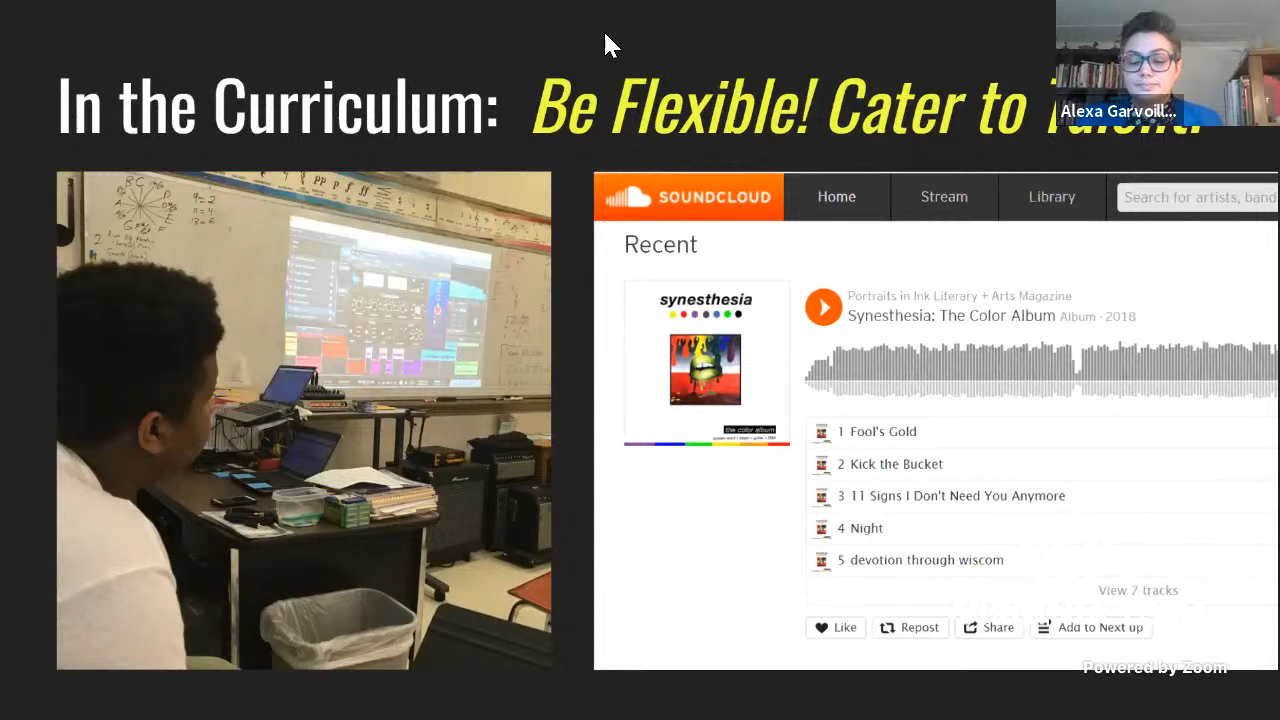 In the Curriculum: Be Flexible! Cater to
Alexa Garvoill...
SOUNDCLOUD Home Stream Library Search for artists, band
Recent
synesthesia
the color album
Portraits in Ink Literary + Arts Magazine
Synesthesia: The Color Album Album · 2018
1 Fool's Gold
2 Kick the Bucket
3 11 Signs I Don't Need You Anymore
4 Night
5 devotion through wiscom
View 7 tracks
Like Repost Share Add to Next up
Powered by Zoom